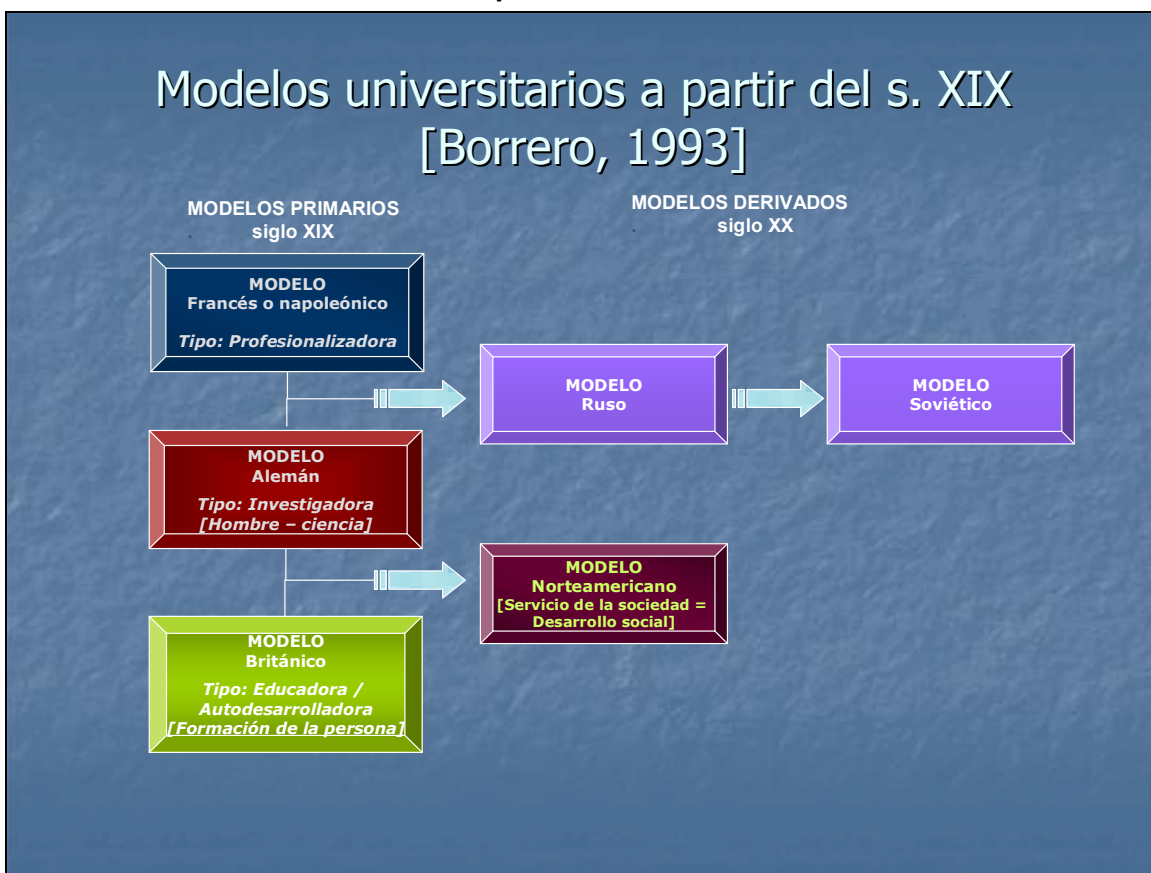 Modelos universitarios a partir del s. XIX
[Borrero, 1993]
MODELOS PRIMARIOS
siglo XIX
MODELOS DERIVADOS
siglo XX
MODELO
Francés o napoleónico
Tipo: Profesionalizadora
MODELO
Ruso
MODELO
Soviético
MODELO
Alemán
Tipo: Investigadora
[Hombre – ciencia]
MODELO
Norteamericano
[Servicio de la sociedad =
Desarrollo social]
MODELO
Británico
Tipo: Educadora /
Autodesarrolladora
[Formación de la persona]